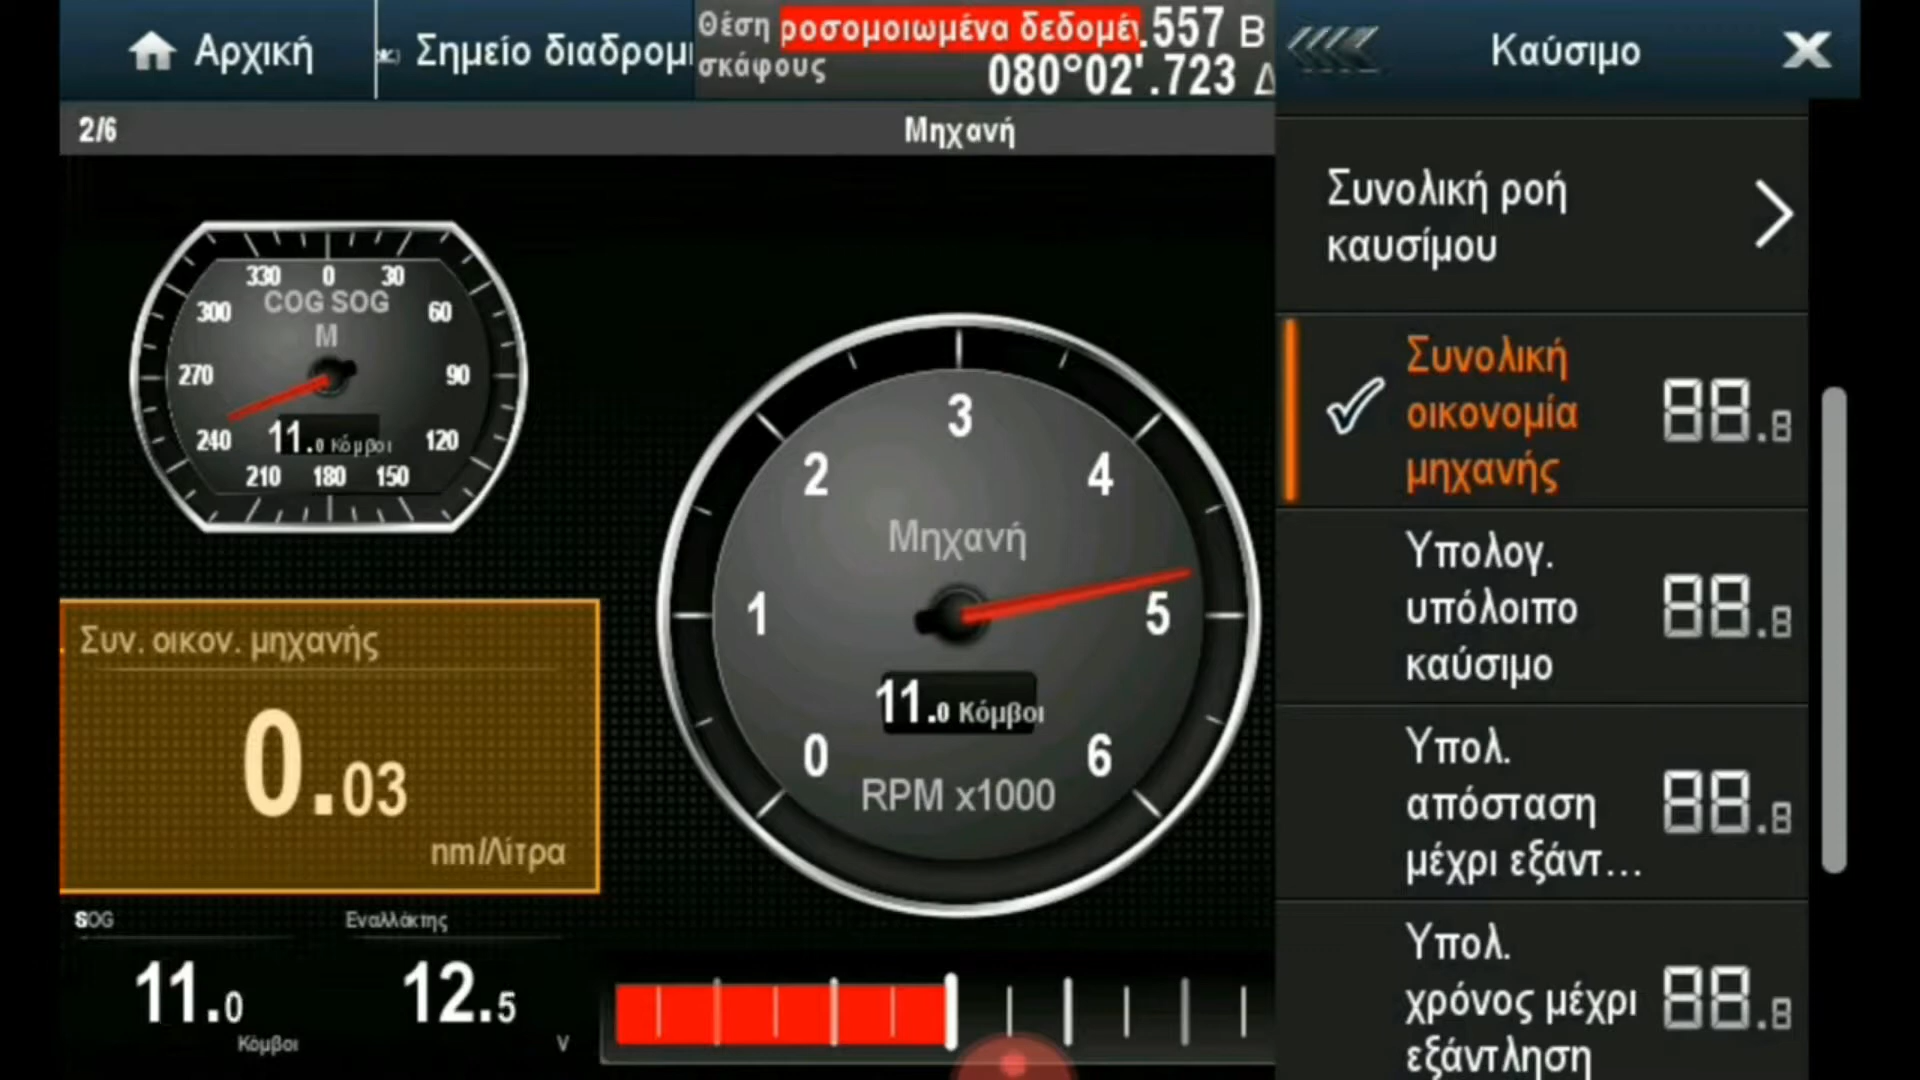 Αρχική
Σημείο διαδρομ
Θέση
σκάφους
ροσομοιωμένα δεδομέν
.557 Β
080°02'.723 Δ
Καύσιμο
2/6
Μηχανή
Συνολική ροή
καυσίμου
330 0 30
300 COG SOG 60
M
270 90
240 11.0 Κόμβοι 120
210 180 150
Συνολική
οικονομία
μηχανής
88.8
3
2 4
Μηχανή
1 5
11.0 Κόμβοι
0 6
RPM x1000
Υπολογ.
υπόλοιπο
καύσιμο
88.8
Συν. οικον. μηχανής
0.03
nm/Λίτρα
Υπολ.
απόσταση
μέχρι εξάντ...
88.8
SOG
11.0
Κόμβοι
Εναλλάκτης
12.5
V
Υπολ.
χρόνος μέχρι
εξάντληση
88.8